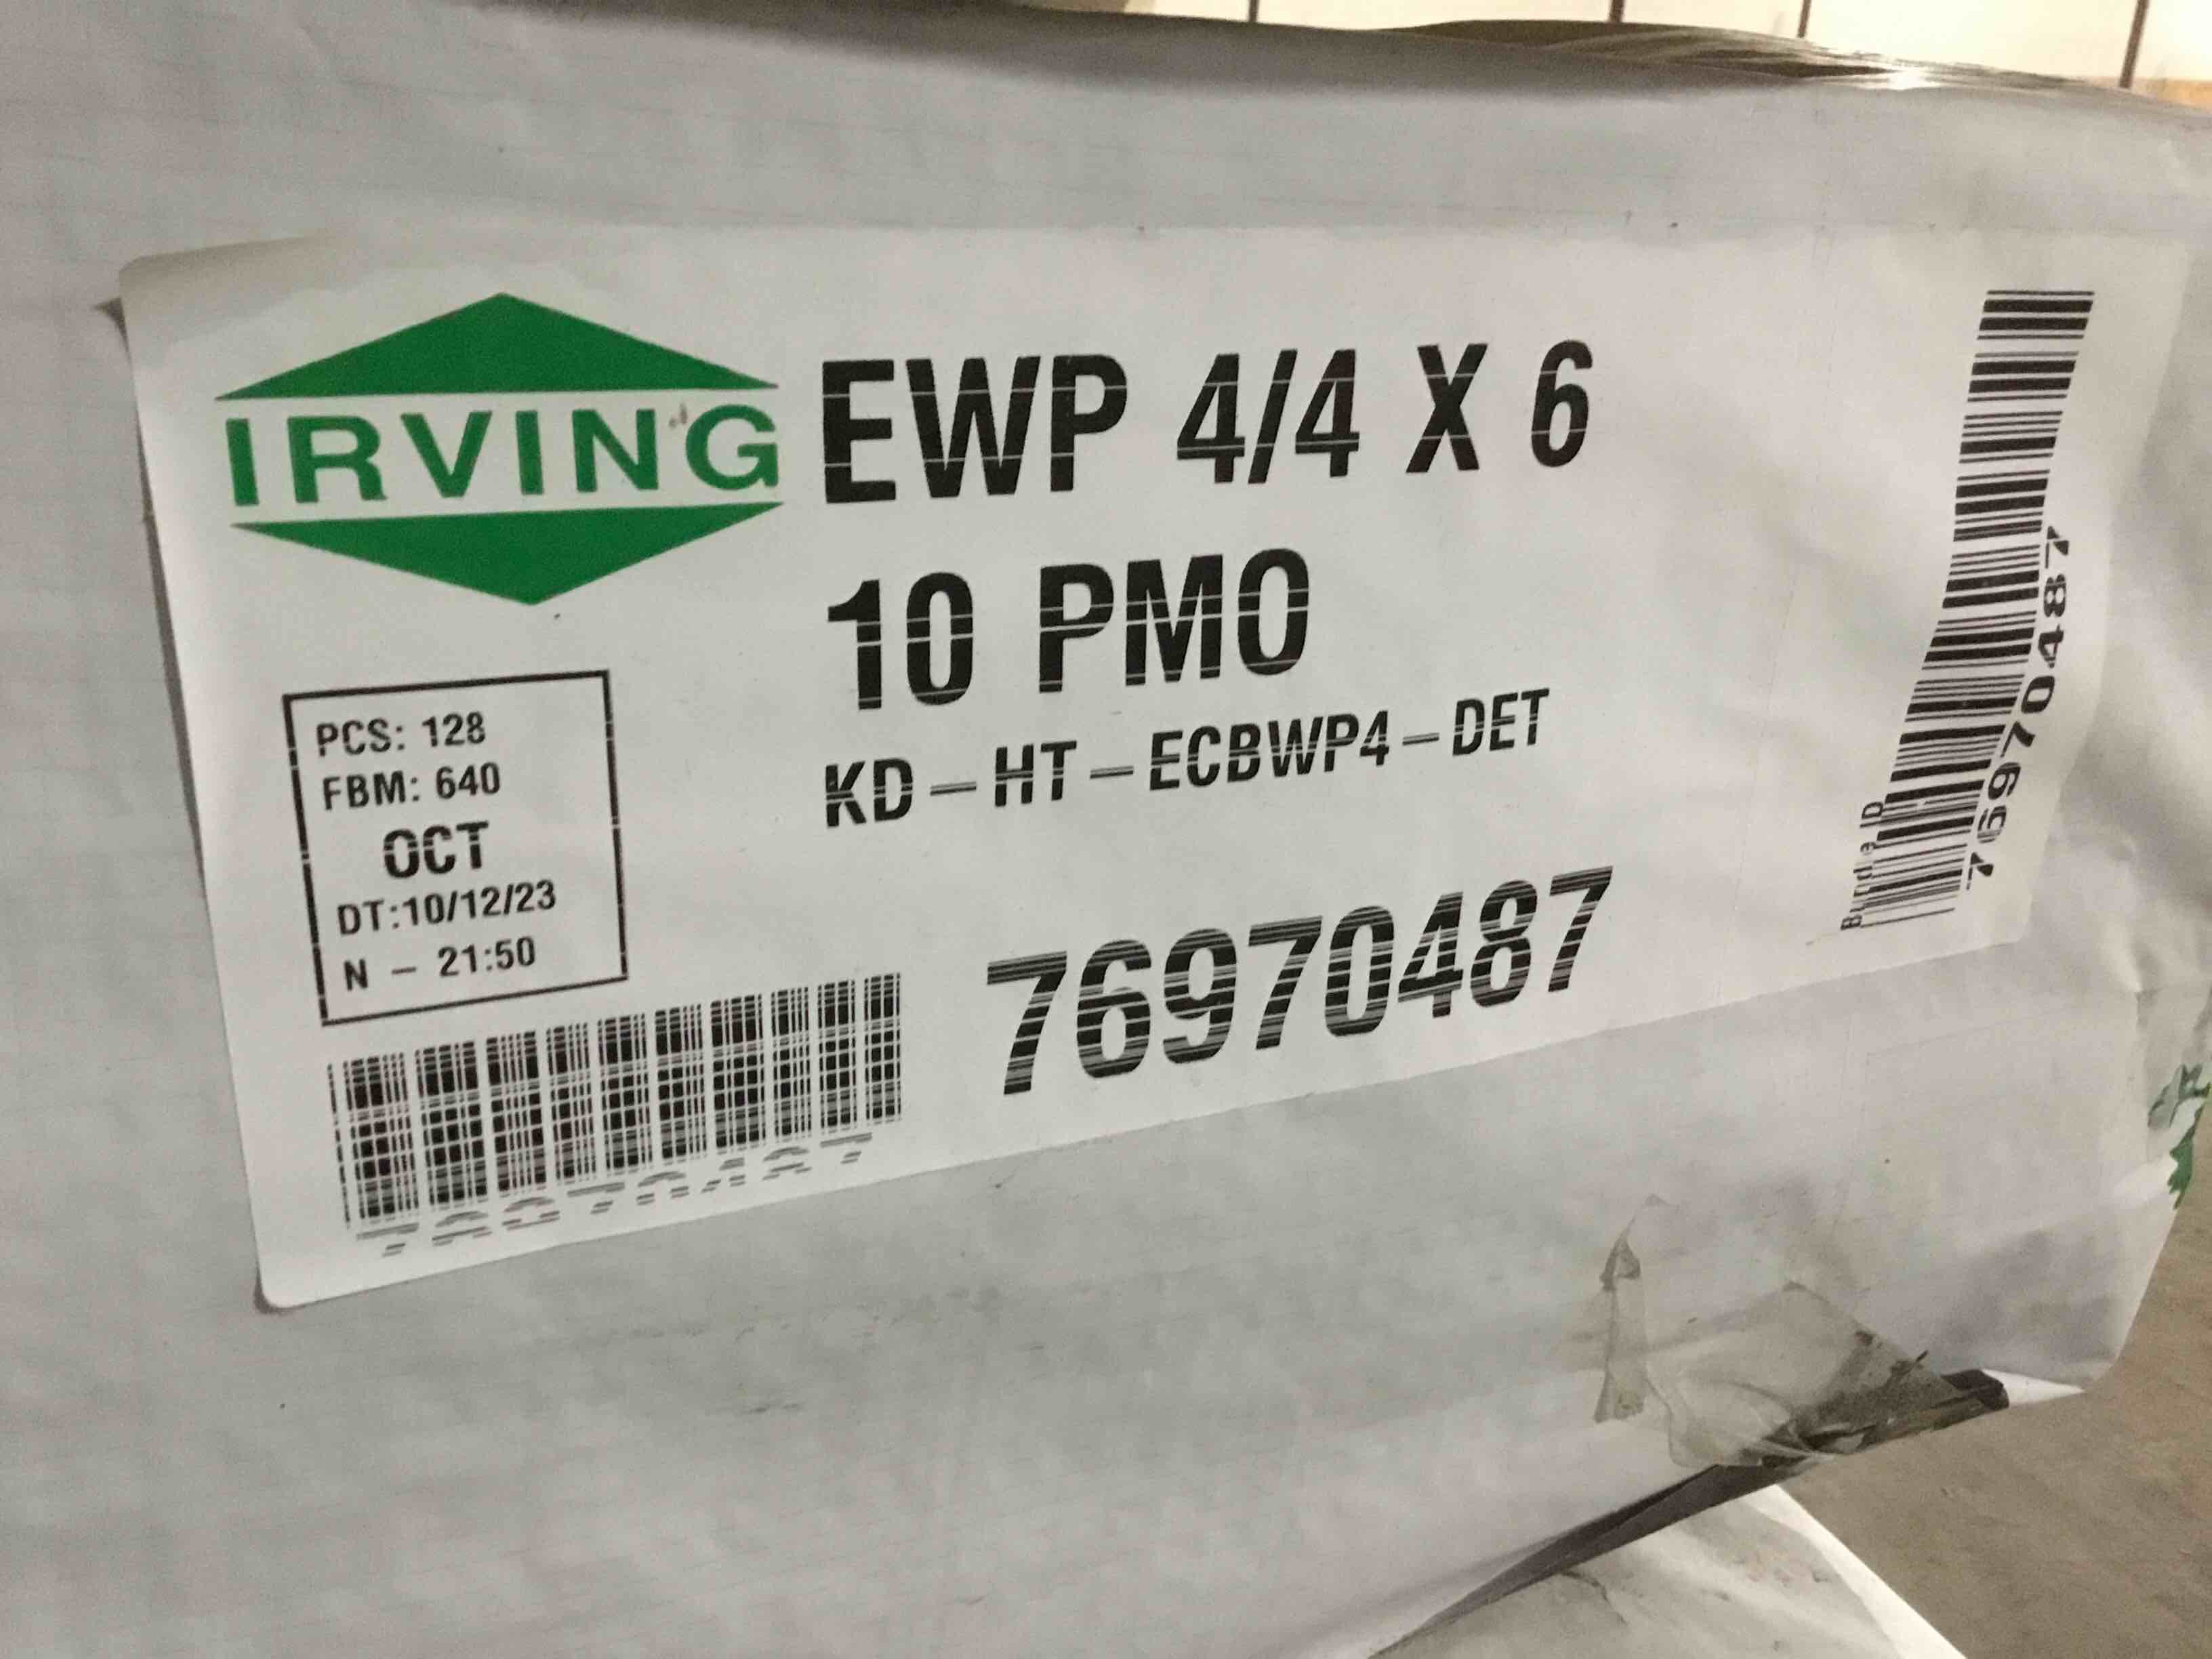 IRVING
EWP 4/4 X 6
10 PMO
KD-HT-ECBWP4-DET
PCS: 128
FBM: 640
OCT
DT:10/12/23
N - 21:50
76970487
76970487
Bundle ID
76970487